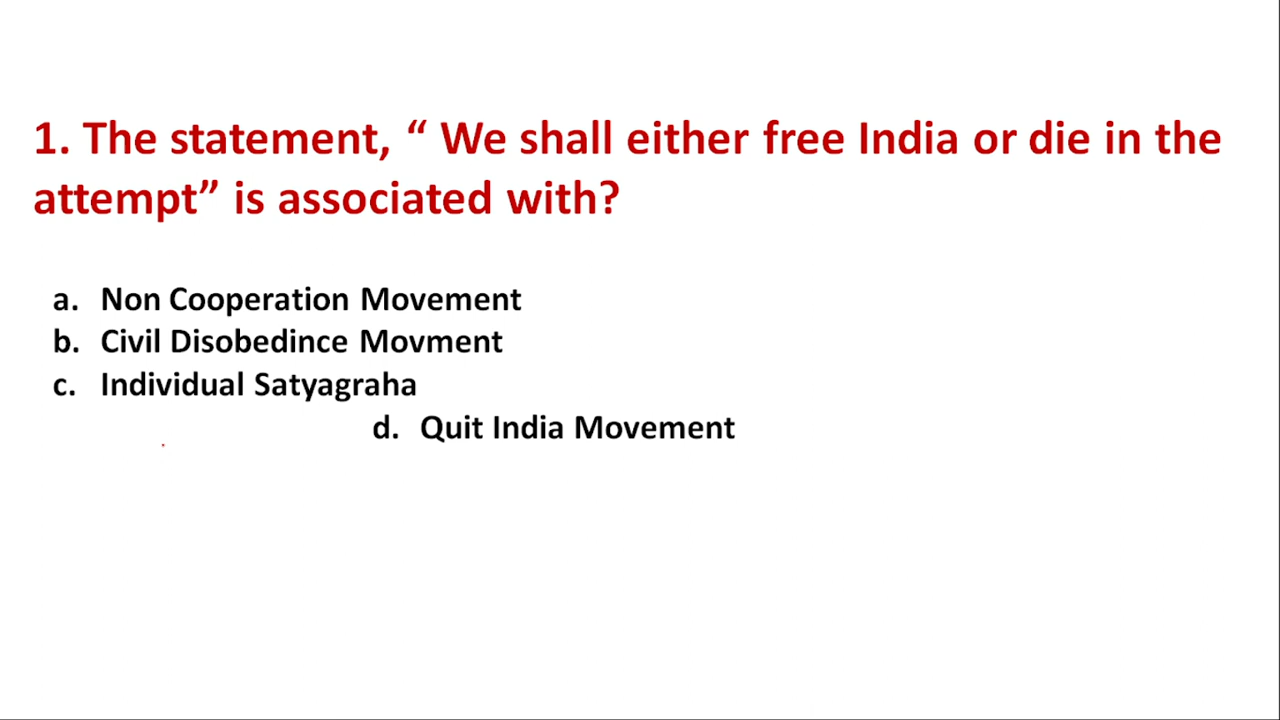 1. The statement, “ We shall either free India or die in the
attempt” is associated with?
a. Non Cooperation Movement
b. Civil Disobedince Movment
c. Individual Satyagraha
d. Quit India Movement